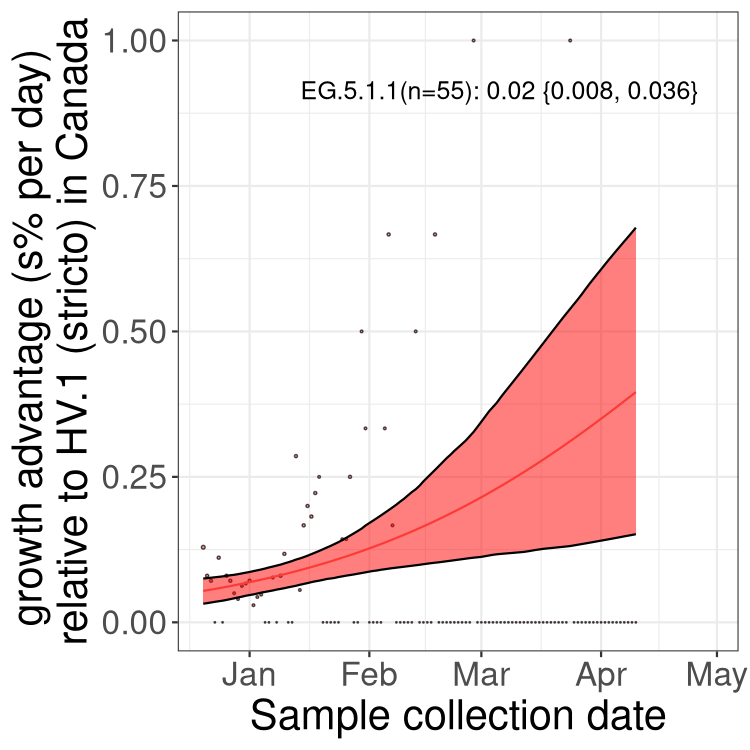 growth advantage (s% per day)
relative to HV.1 (stricto) in Canada
1.00
0.75
0.50
0.25
0.00
EG.5.1.1(n=55): 0.02 {0.008, 0.036}
Jan Feb Mar Apr May
Sample collection date